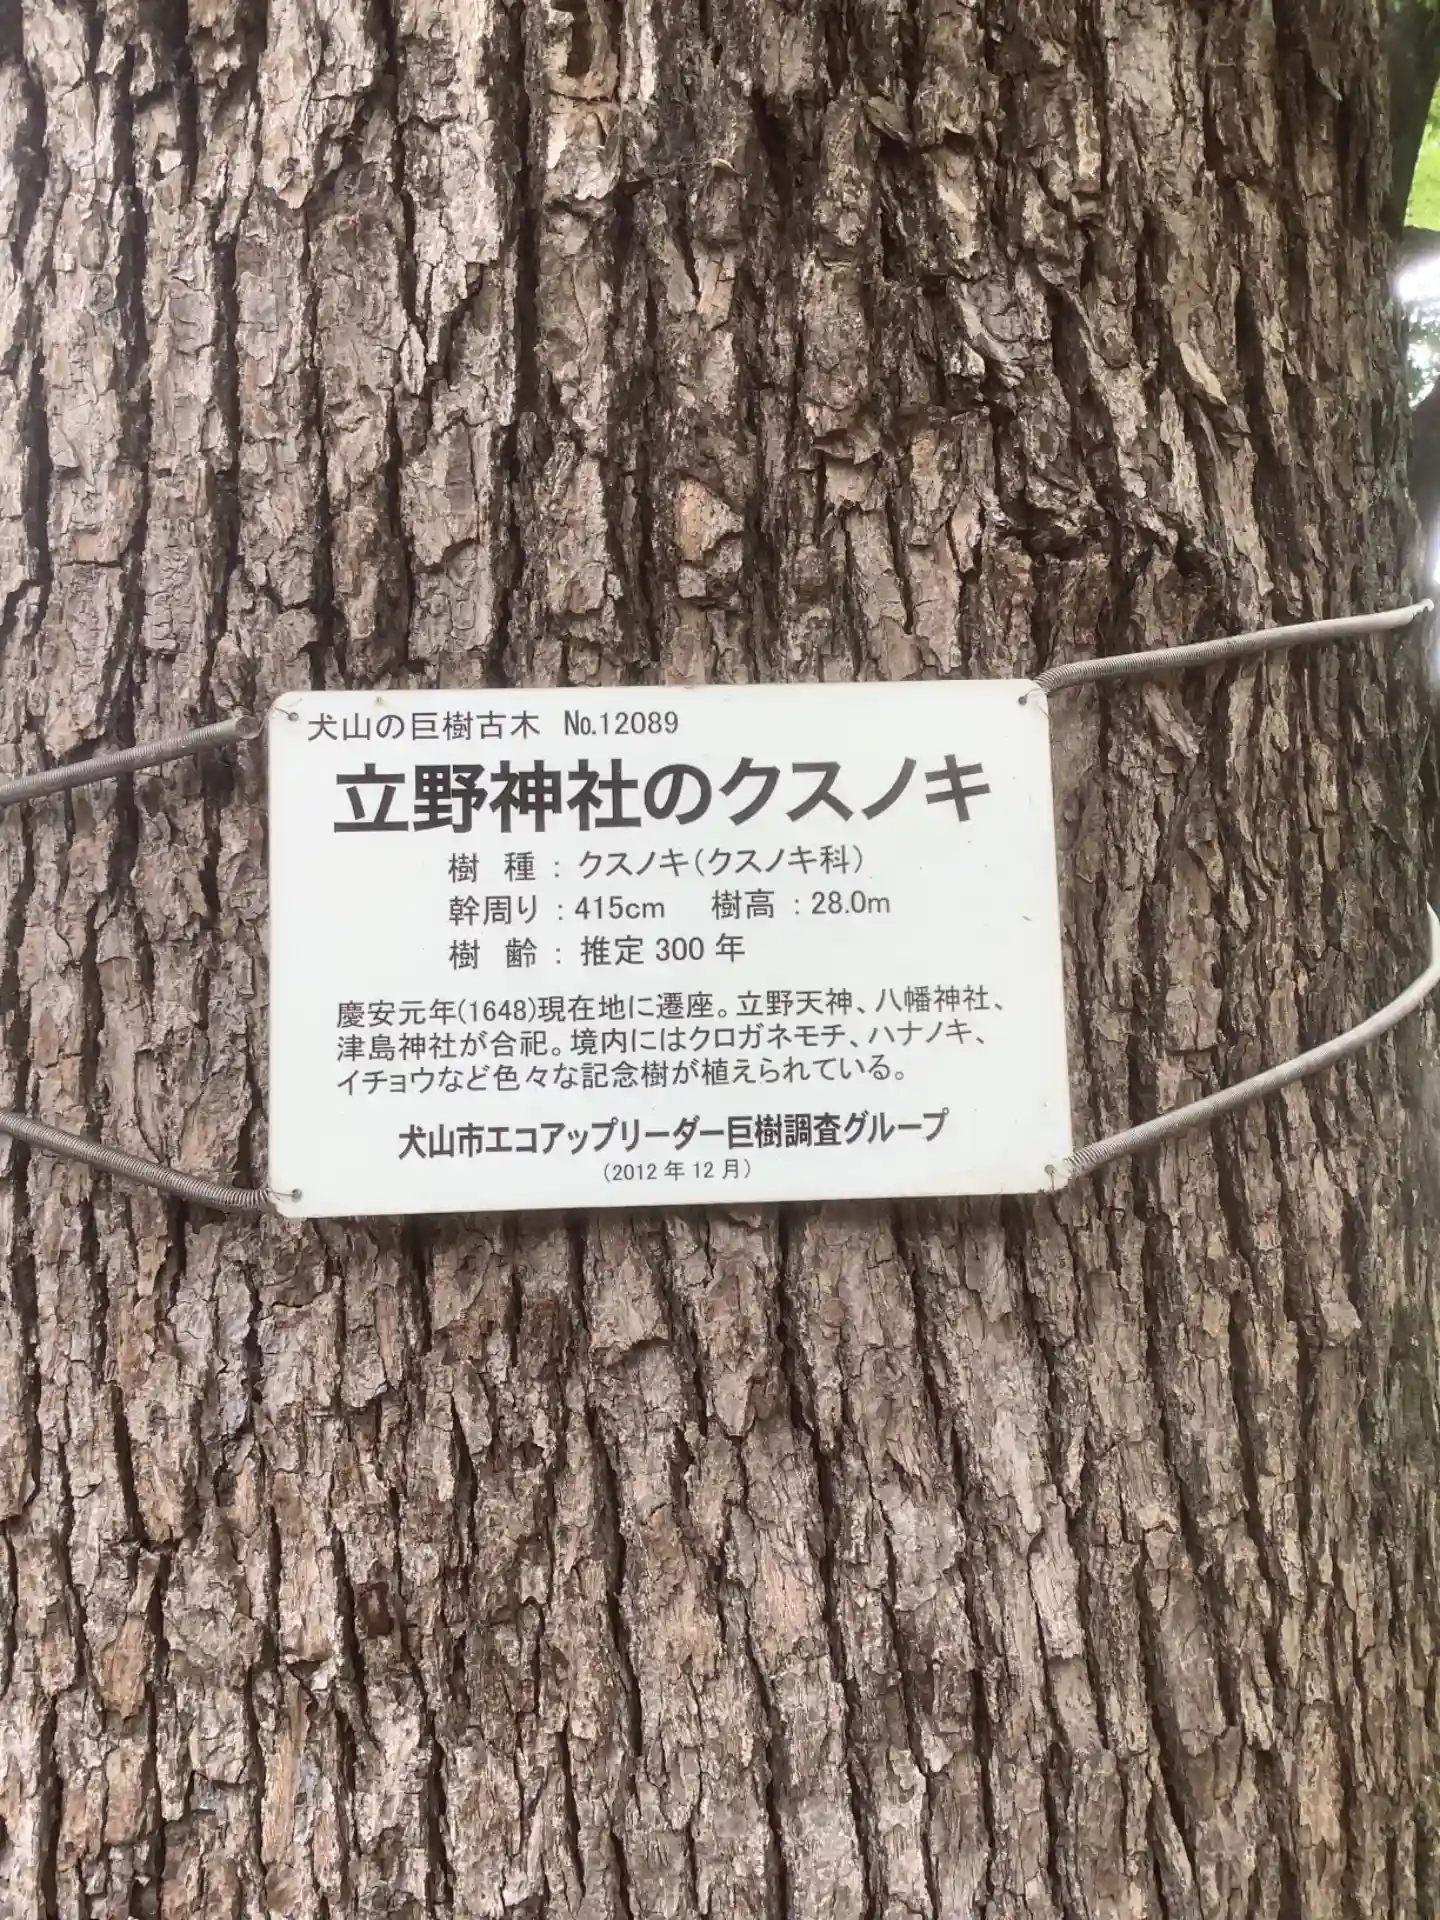 犬山の巨樹古木 №12089
立野神社のクスノキ
樹 種 : クスノキ(クスノキ科)
幹周り : 415cm 樹高 : 28.0m
樹 齢 : 推定 300 年
慶安元年(1648)現在地に遷座。立野天神、八幡神社、
津島神社が合祀。境内にはクロガネモチ、ハナノキ、
イチョウなど色々な記念樹が植えられている。
犬山市エコアップリーダー巨樹調査グループ
(2012 年 12 月)